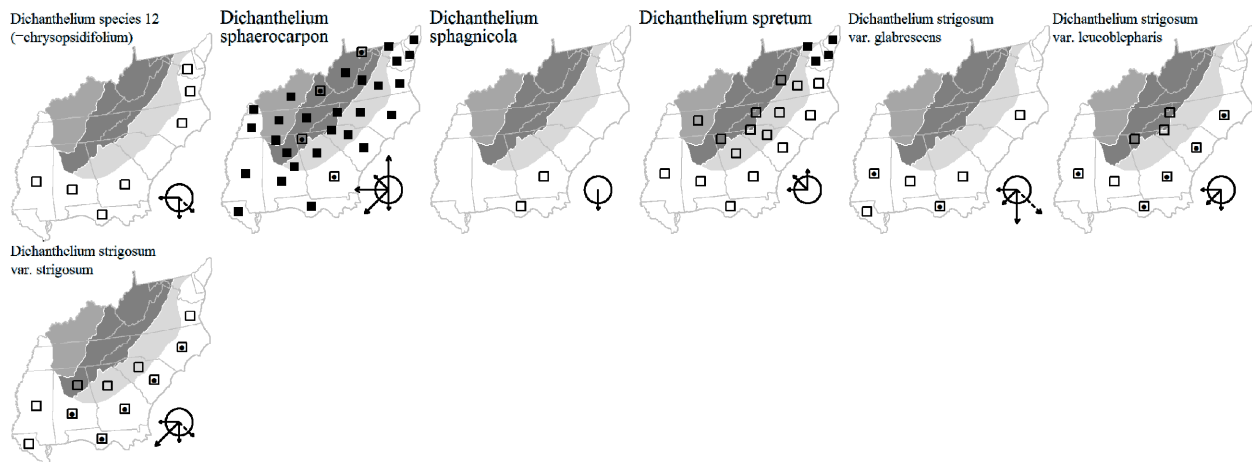 Dichanthelium species 12
(=chrysopsidifolium)
Dichanthelium
sphaerocarpon
Dichanthelium
sphagnicola
Dichanthelium spretum
Dichanthelium strigosum
var. glabrescens
Dichanthelium strigosum
var. leucoblepharis
Dichanthelium strigosum
var. strigosum